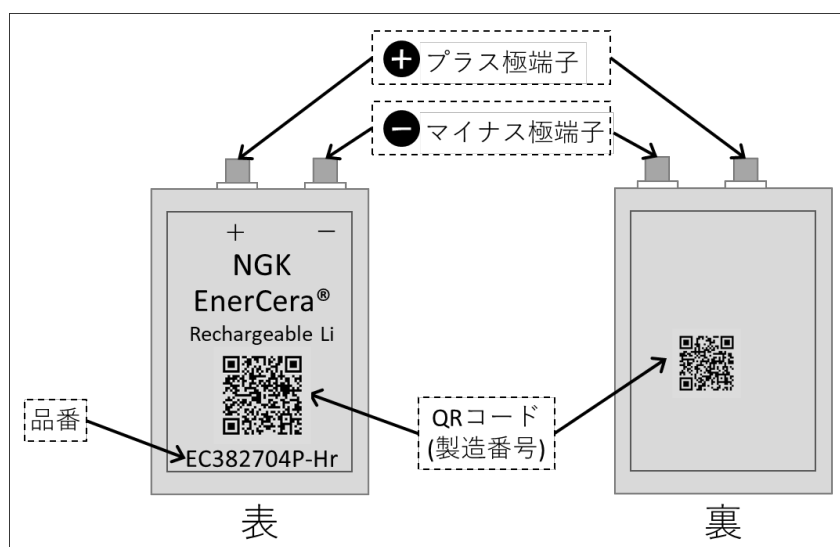 + プラス極端子
− マイナス極端子
+ −
NGK
EnerCera®
Rechargeable Li
品番
EC382704P-Hr
QRコード
(製造番号)
表
裏